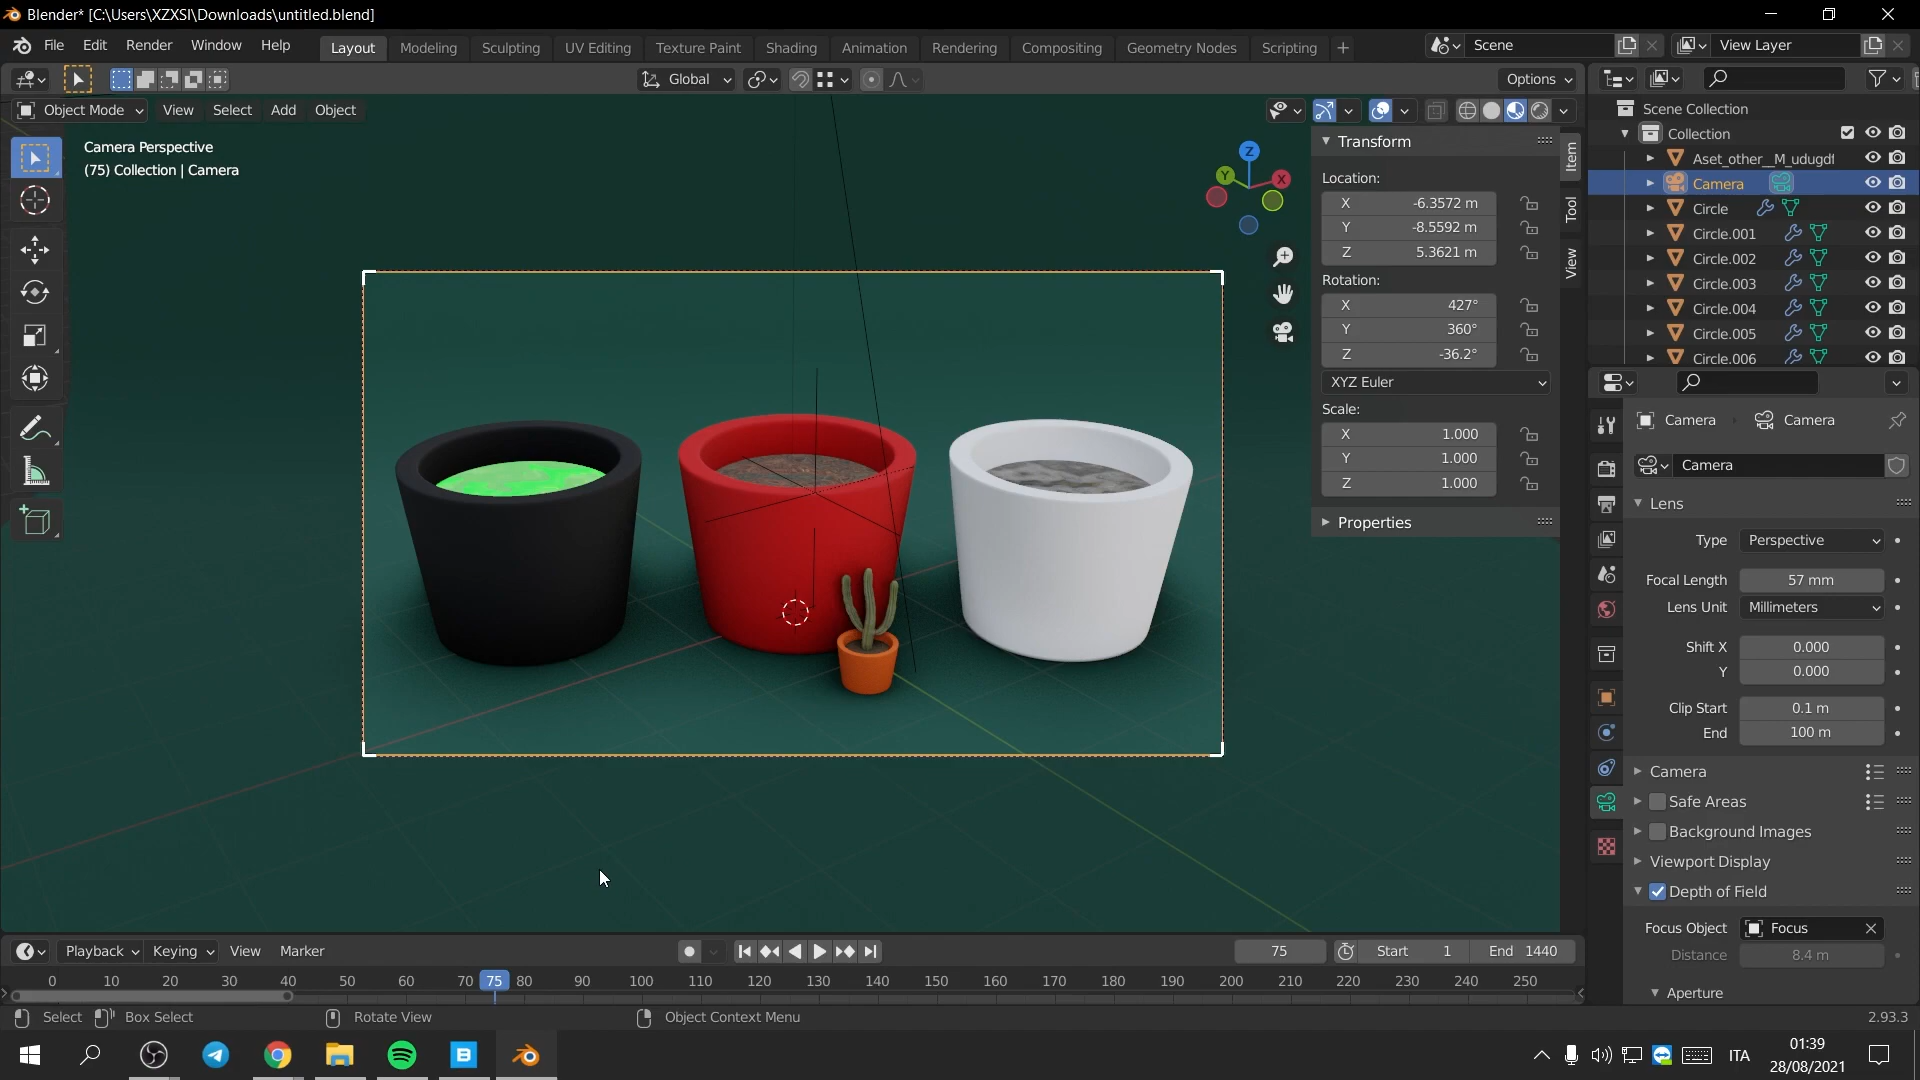 Blender* [C:\Users\XZXSI\Downloads\untitled.blend]
File Edit Render Window Help
Layout Modeling Sculpting UV Editing Texture Paint Shading Animation Rendering Compositing Geometry Nodes Scripting +
Scene
View Layer
Global
Options
Object Mode View Select Add Object
Camera Perspective
(75) Collection | Camera
Z
Y
X
Transform
Location:
X -6.3572 m
Y -8.5592 m
Z 5.3621 m
Rotation:
X 427°
Y 360°
Z -36.2°
XYZ Euler
Scale:
X 1.000
Y 1.000
Z 1.000
Properties
Item
Tool
View
Scene Collection
Collection
Aset_other__M_udugdl
Camera
Circle
Circle.001
Circle.002
Circle.003
Circle.004
Circle.005
Circle.006
Camera Camera
Camera
Lens
Type Perspective
Focal Length 57 mm
Lens Unit Millimeters
Shift X 0.000
Y 0.000
Clip Start 0.1 m
End 100 m
Camera
Safe Areas
Background Images
Viewport Display
Depth of Field
Focus Object Focus
Distance 8.4 m
Aperture
Playback Keying View Marker
75 Start 1 End 1440
0 10 20 30 40 50 60 70 75 80 90 100 110 120 130 140 150 160 170 180 190 200 210 220 230 240 250
Select Box Select Rotate View Object Context Menu 2.93.3
ITA
01:39
28/08/2021